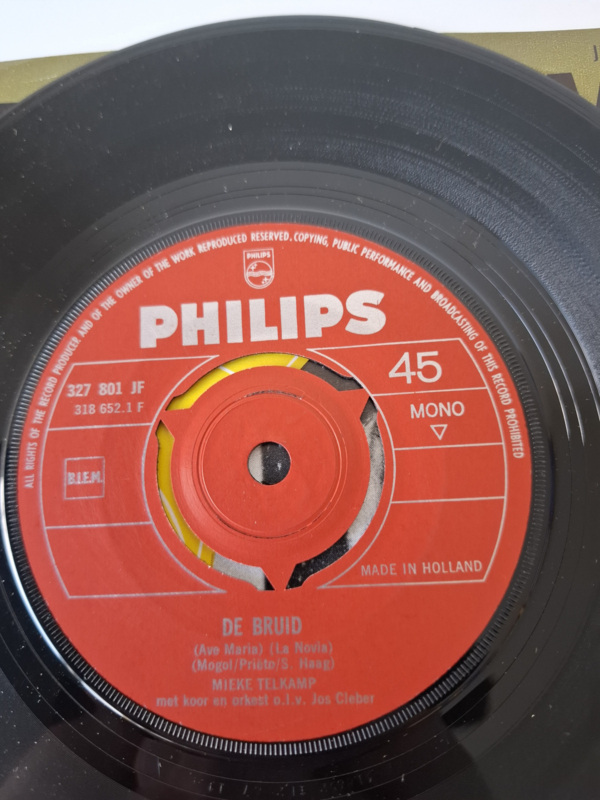 ALL RIGHTS OF THE RECORD PRODUCER AND OF THE OWNER OF THE WORK REPRODUCED RESERVED. COPYING, PUBLIC PERFORMANCE AND BROADCASTING OF THIS RECORD PROHIBITED
PHILIPS
PHILIPS
327 801 JF
318 652.1 F
45
MONO
B.I.E.M.
MADE IN HOLLAND
DE BRUID
(Ave Maria) (La Novia)
(Mogol/Priëto/S. Haag)
MIEKE TELKAMP
met koor en orkest o.l.v. Jos Cleber